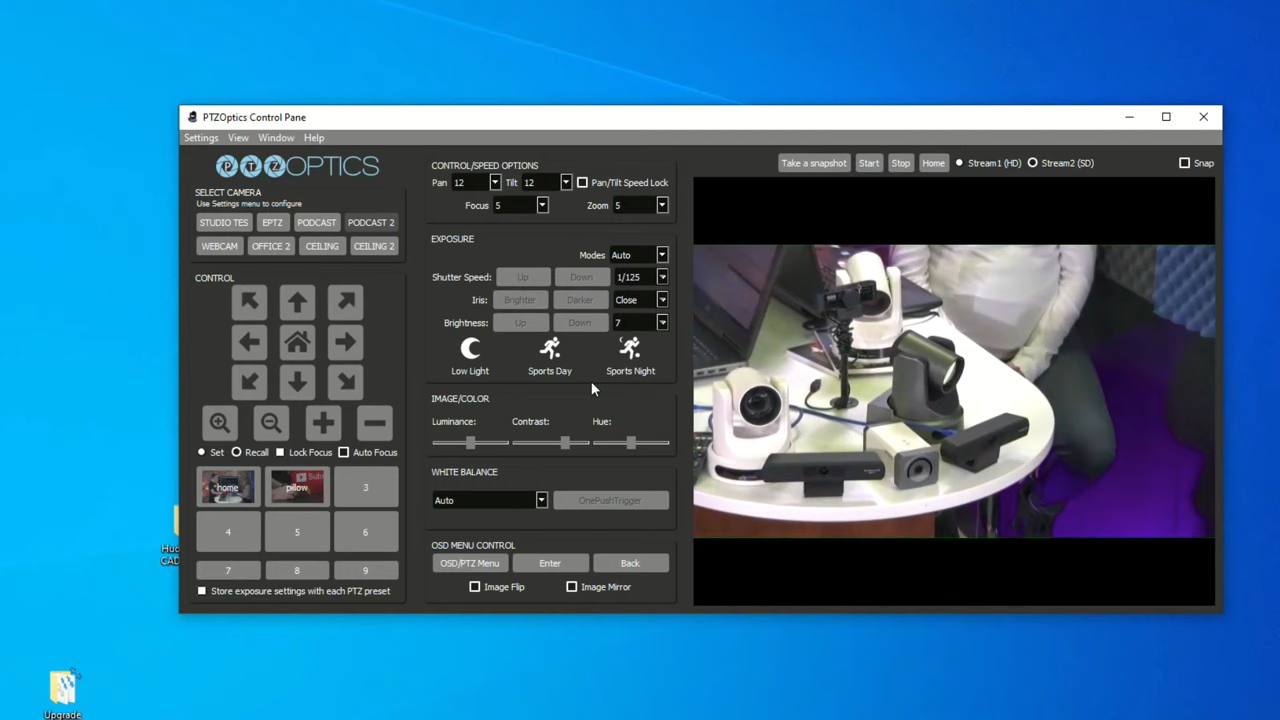 PTZOptics Control Pane
Settings View Window Help
PTZOPTICS
SELECT CAMERA
Use Settings menu to configure
STUDIO TES EPTZ PODCAST PODCAST 2
WEBCAM OFFICE 2 CEILING CEILING 2
CONTROL
Set Recall Lock Focus Auto Focus
home pillow 3
4 5 6
7 8 9
Store exposure settings with each PTZ preset
CONTROL/SPEED OPTIONS
Pan 12 Tilt 12 Pan/Tilt Speed Lock
Focus 5 Zoom 5
EXPOSURE
Modes Auto
Shutter Speed: Up Down 1/125
Iris: Brighter Darker Close
Brightness: Up Down 7
Low Light Sports Day Sports Night
IMAGE/COLOR
Luminance: Contrast: Hue:
WHITE BALANCE
Auto OnePushTrigger
OSD MENU CONTROL
OSD/PTZ Menu Enter Back
Image Flip Image Mirror
Take a snapshot Start Stop Home Stream1 (HD) Stream2 (SD) Snap
Upgrade